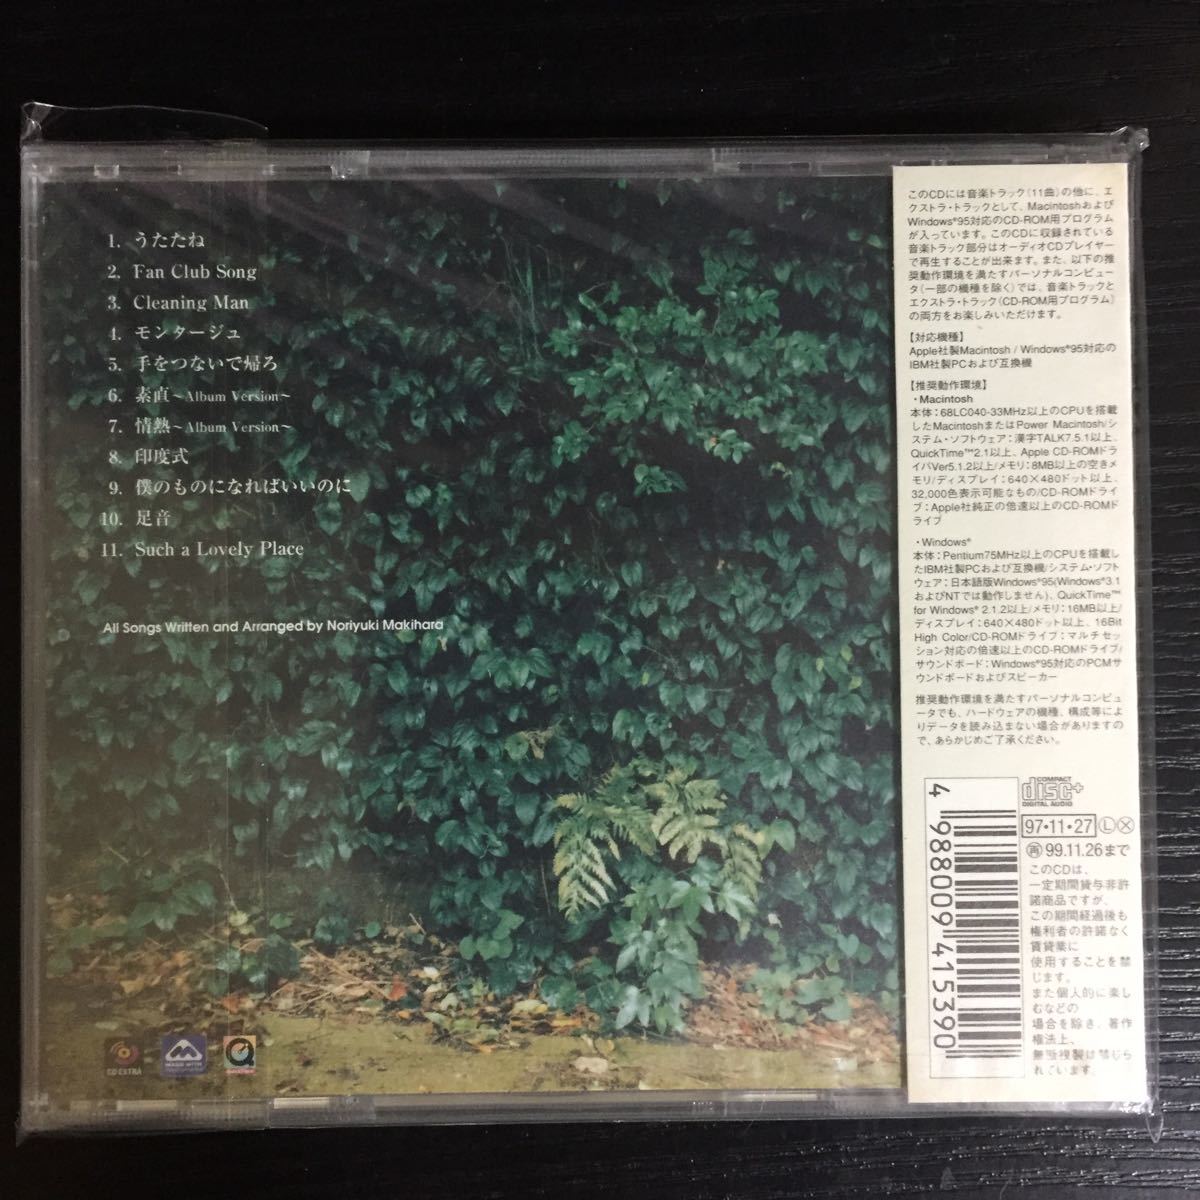 1. うたたね
2. Fan Club Song
3. Cleaning Man
4. モンタージュ
5. 手をつないで帰ろ
6. 素直〜Album Version〜
7. 情熱〜Album Version〜
8. 印度式
9. 僕のものになればいいのに
10. 足音
11. Such a Lovely Place
All Songs Written and Arranged by Noriyuki Makihara
CD EXTRA
MADE WITH
このCDには音楽トラック(11曲)の他に、エ
クストラ・トラックとして、Macintoshおよび
Windows®95対応のCD-ROM用プログラム
が入っています。このCDに収録されている
音楽トラック部分はオーディオCDプレイヤー
で再生することが出来ます。また、以下の推
奨動作環境を満たすパーソナルコンピュー
タ(一部の機種を除く)では、音楽トラックと
エクストラ・トラック(CD-ROM用プログラム)
の両方をお楽しみいただけます。
【対応機種】
Apple社製Macintosh / Windows®95対応の
IBM社製PCおよび互換機
【推奨動作環境】
・Macintosh
本体:68LC040-33MHz以上のCPUを搭載
したMacintoshまたはPower Macintosh/シ
ステム・ソフトウェア:漢字TALK7.5.1以上、
QuickTime™2.1以上、Apple CD-ROMドラ
イバVer5.1.2以上/メモリ:8MB以上の空きメ
モリ/ディスプレイ:640×480ドット以上、
32,000色表示可能なもの/CD-ROMドライ
ブ:Apple社純正の倍速以上のCD-ROMド
ライブ
・Windows®
本体:Pentium75MHz以上のCPUを搭載し
たIBM社製PCおよび互換機/システム・ソフト
ウェア:日本語版Windows®95(Windows®3.1
およびNTでは動作しません)、QuickTime™
for Windows® 2.1.2以上/メモリ:16MB以上/
ディスプレイ:640×480ドット以上、16Bit
High Color/CD-ROMドライブ:マルチセッ
ション対応の倍速以上のCD-ROMドライブ/
サウンドボード:Windows®95対応のPCMサ
ウンドボードおよびスピーカー
推奨動作環境を満たすパーソナルコンピュ
ータでも、ハードウェアの機種、構成等によ
りデータを読み込まない場合がありますの
で、あらかじめご了承ください。
COMPACT
disc+
DIGITAL AUDIO
97・11・27 Ⓛ Ⓧ
再 99.11.26まで
このCDは、
一定期間貸与非許
諾商品ですが、
この期間経過後も
権利者の許諾なく
賃貸業に
使用することを禁
じます。
また個人的に楽し
むなどの
場合を除き、著作
権法上、
無断複製は禁じら
れています。
4 988009 415390